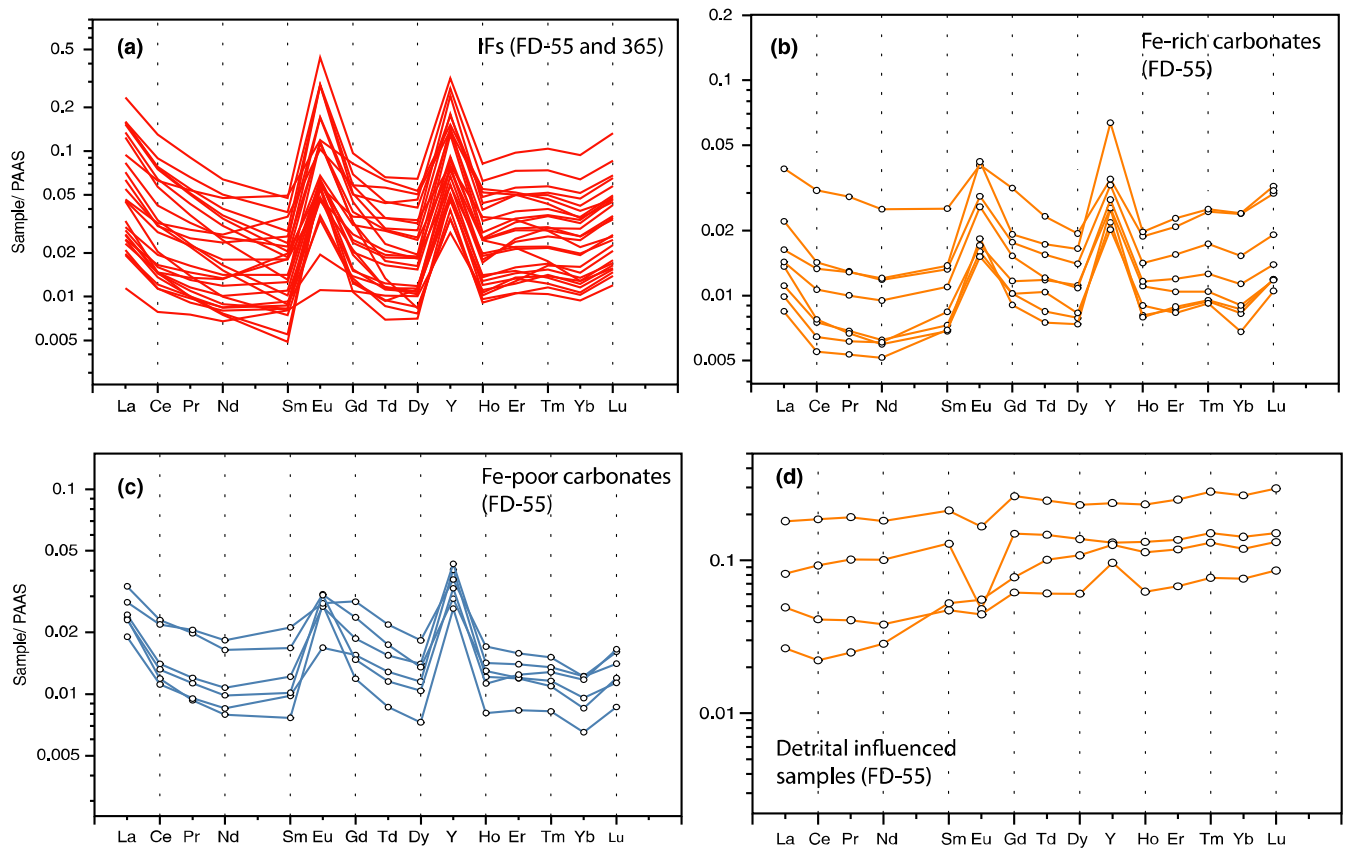 (a)
IFs (FD-55 and 365)
0.5
0.2
0.1
0.05
0.02
0.01
0.005
Sample/ PAAS
La Ce Pr Nd Sm Eu Gd Td Dy Y Ho Er Tm Yb Lu
(b)
Fe-rich carbonates
(FD-55)
0.2
0.1
0.05
0.02
0.01
0.005
La Ce Pr Nd Sm Eu Gd Td Dy Y Ho Er Tm Yb Lu
(c)
Fe-poor carbonates
(FD-55)
0.1
0.05
0.02
0.01
0.005
Sample/ PAAS
La Ce Pr Nd Sm Eu Gd Td Dy Y Ho Er Tm Yb Lu
(d)
0.1
0.01
Detrital influenced
samples (FD-55)
La Ce Pr Nd Sm Eu Gd Td Dy Y Ho Er Tm Yb Lu